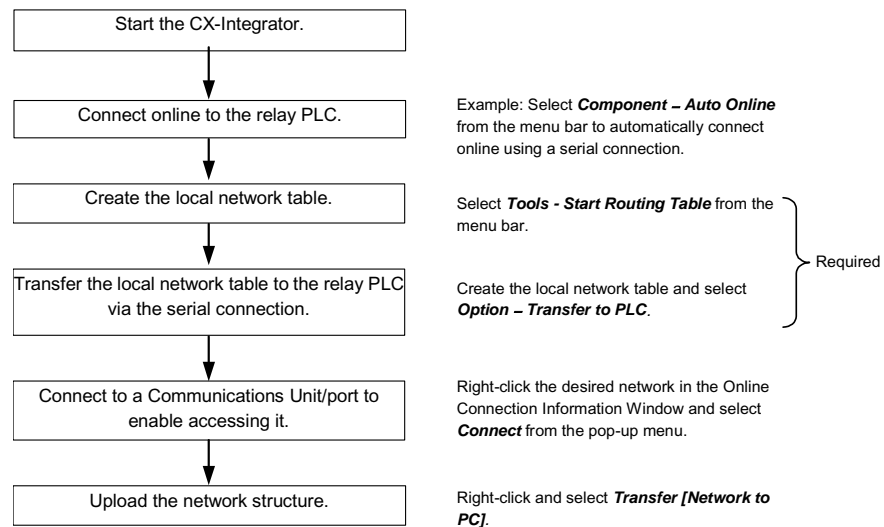 Start the CX-Integrator.
Connect online to the relay PLC.
Example: Select Component – Auto Online
from the menu bar to automatically connect
online using a serial connection.
Create the local network table.
Select Tools - Start Routing Table from the
menu bar.
Required
Transfer the local network table to the relay PLC
via the serial connection.
Create the local network table and select
Option – Transfer to PLC.
Connect to a Communications Unit/port to
enable accessing it.
Right-click the desired network in the Online
Connection Information Window and select
Connect from the pop-up menu.
Upload the network structure.
Right-click and select Transfer [Network to
PC].